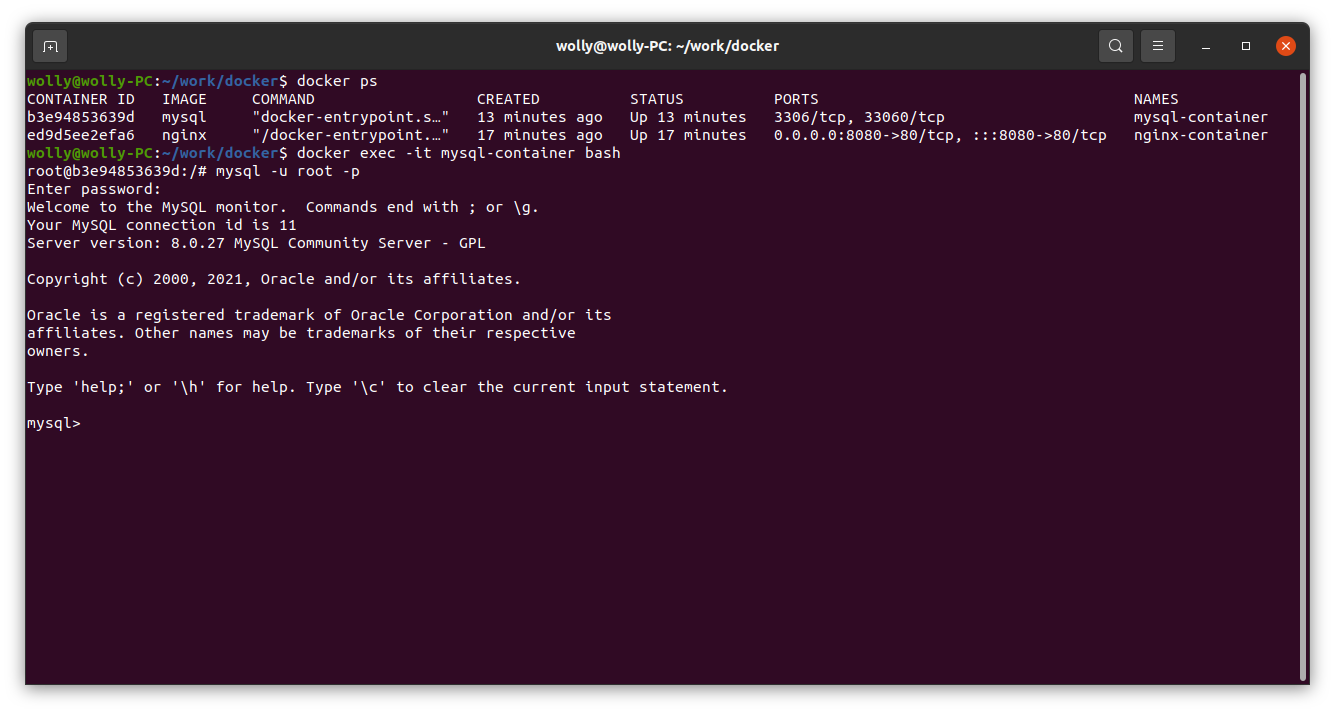 wolly@wolly-PC: ~/work/docker
wolly@wolly-PC:~/work/docker$ docker ps
CONTAINER ID   IMAGE     COMMAND                  CREATED          STATUS          PORTS                                   NAMES
b3e94853639d   mysql     "docker-entrypoint.s…"   13 minutes ago   Up 13 minutes   3306/tcp, 33060/tcp                     mysql-container
ed9d5ee2efa6   nginx     "/docker-entrypoint.…"   17 minutes ago   Up 17 minutes   0.0.0.0:8080->80/tcp, :::8080->80/tcp   nginx-container
wolly@wolly-PC:~/work/docker$ docker exec -it mysql-container bash
root@b3e94853639d:/# mysql -u root -p
Enter password:
Welcome to the MySQL monitor.  Commands end with ; or \g.
Your MySQL connection id is 11
Server version: 8.0.27 MySQL Community Server - GPL
Copyright (c) 2000, 2021, Oracle and/or its affiliates.
Oracle is a registered trademark of Oracle Corporation and/or its
affiliates. Other names may be trademarks of their respective
owners.
Type 'help;' or '\h' for help. Type '\c' to clear the current input statement.
mysql>